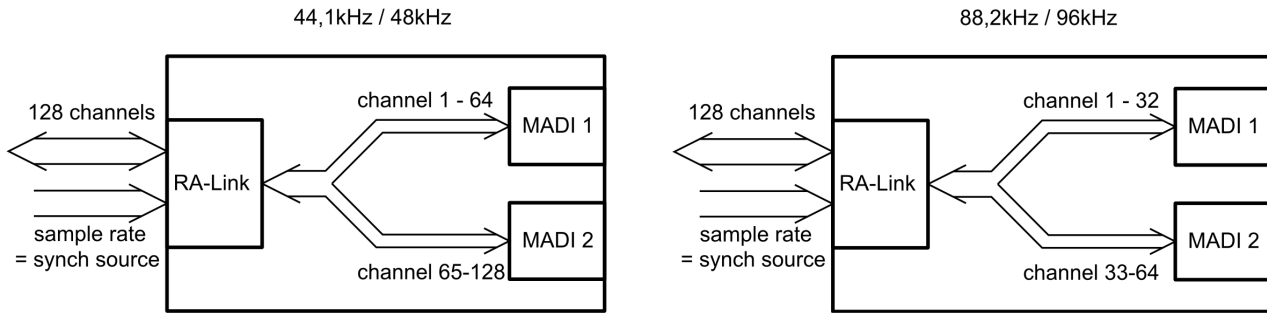 44,1kHz / 48kHz
128 channels
RA-Link
sample rate
= synch source
channel 1 - 64
MADI 1
MADI 2
channel 65-128
88,2kHz / 96kHz
128 channels
RA-Link
sample rate
= synch source
channel 1 - 32
MADI 1
MADI 2
channel 33-64